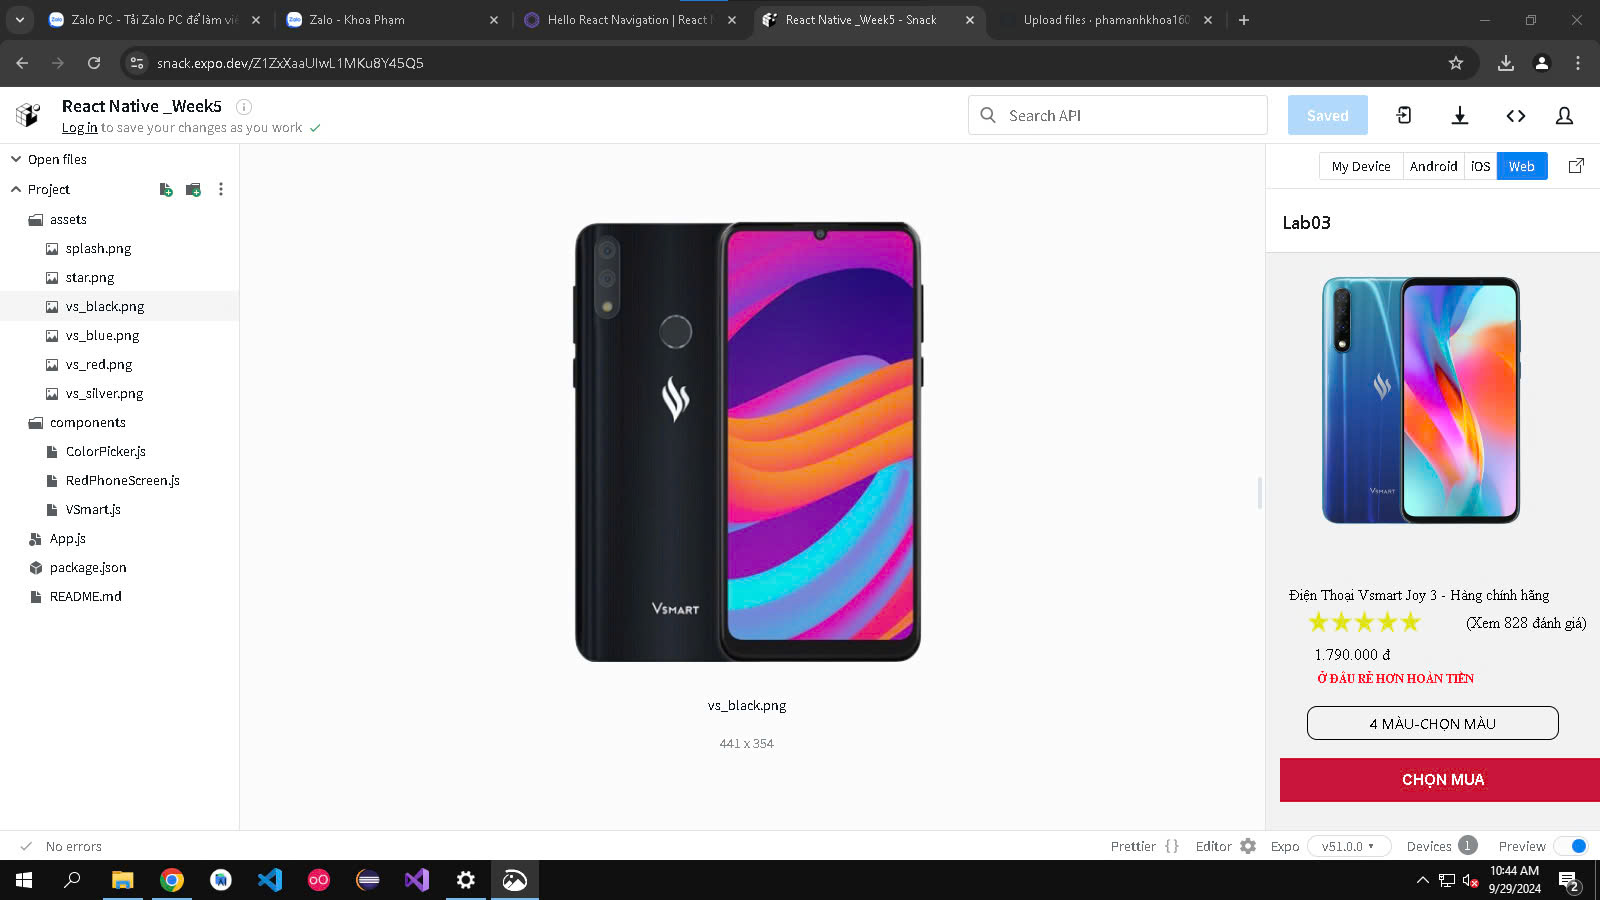 Zalo PC - Tải Zalo PC để làm việ
Zalo - Khoa Phạm
Hello React Navigation | React N
React Native _Week5 - Snack
Upload files · phamanhkhoa160
snack.expo.dev/Z1ZxXaaUIwL1MKu8Y45Q5
React Native _Week5
Log in to save your changes as you work
Search API
Saved
Open files
Project
assets
splash.png
star.png
vs_black.png
vs_blue.png
vs_red.png
vs_silver.png
components
ColorPicker.js
RedPhoneScreen.js
VSmart.js
App.js
package.json
README.md
VSMART
vs_black.png
441 x 354
My Device
Android
iOS
Web
Lab03
VSMART
Điện Thoại Vsmart Joy 3 - Hàng chính hãng
(Xem 828 đánh giá)
1.790.000 đ
Ở ĐÂU RẺ HƠN HOÀN TIỀN
4 MÀU-CHỌN MÀU
CHỌN MUA
No errors
Prettier { }
Editor
Expo
v51.0.0
Devices 1
Preview
10:44 AM
9/29/2024
2